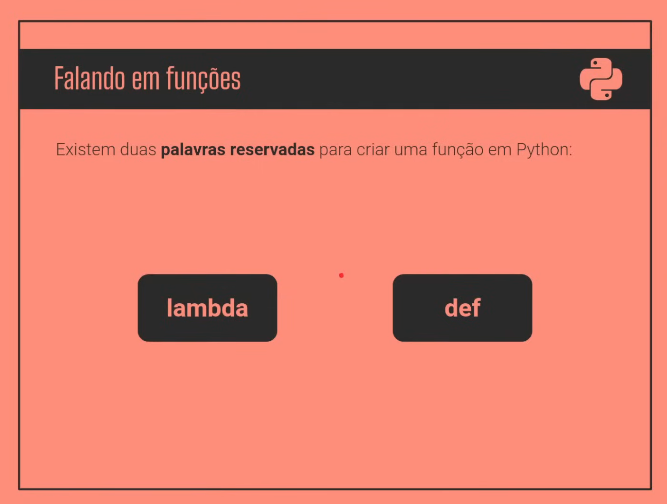 Falando em funções
Existem duas palavras reservadas para criar uma função em Python:
lambda
def